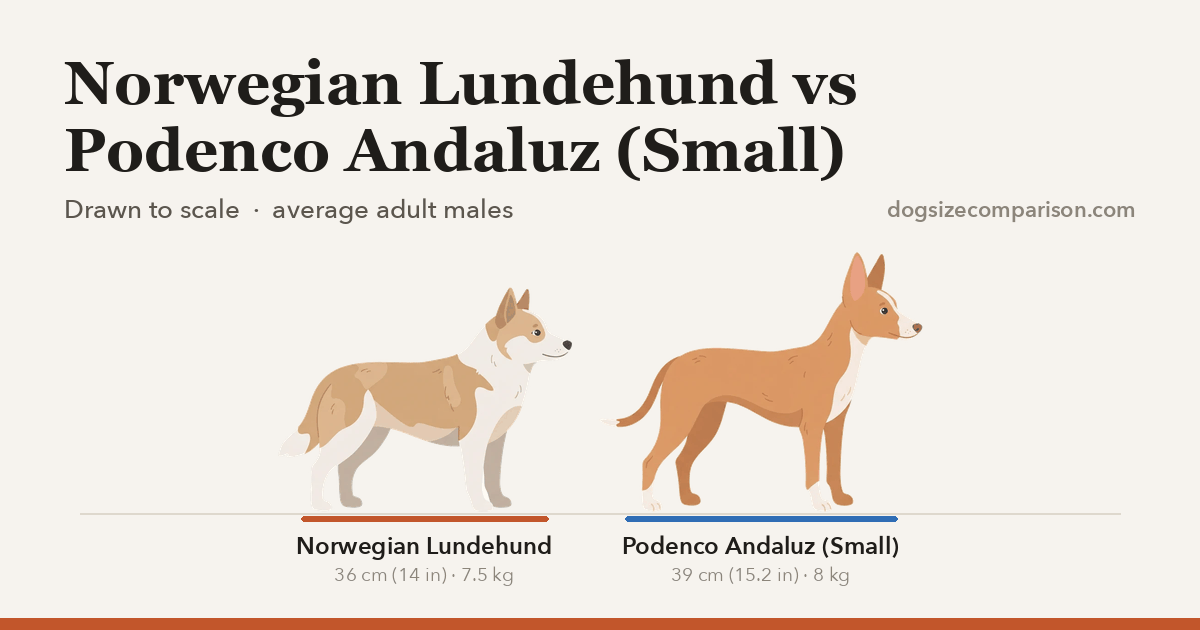 Norwegian Lundehund vs
Podenco Andaluz (Small)
Drawn to scale · average adult males
dogsizecomparison.com
Norwegian Lundehund
36 cm (14 in) · 7.5 kg
Podenco Andaluz (Small)
39 cm (15.2 in) · 8 kg